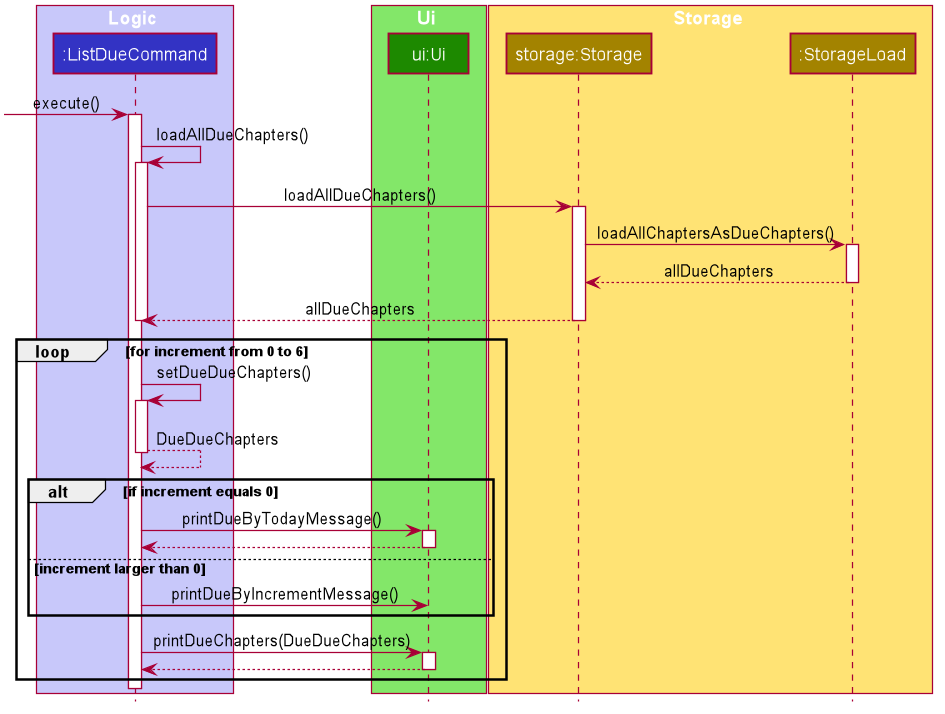 Logic
Ui
Storage
:ListDueCommand
ui:Ui
storage:Storage
:StorageLoad
execute()
loadAllDueChapters()
loadAllDueChapters()
loadAllChaptersAsDueChapters()
allDueChapters
allDueChapters
loop
[for increment from 0 to 6]
setDueDueChapters()
DueDueChapters
alt
[if increment equals 0]
printDueByTodayMessage()
[increment larger than 0]
printDueByIncrementMessage()
printDueChapters(DueDueChapters)